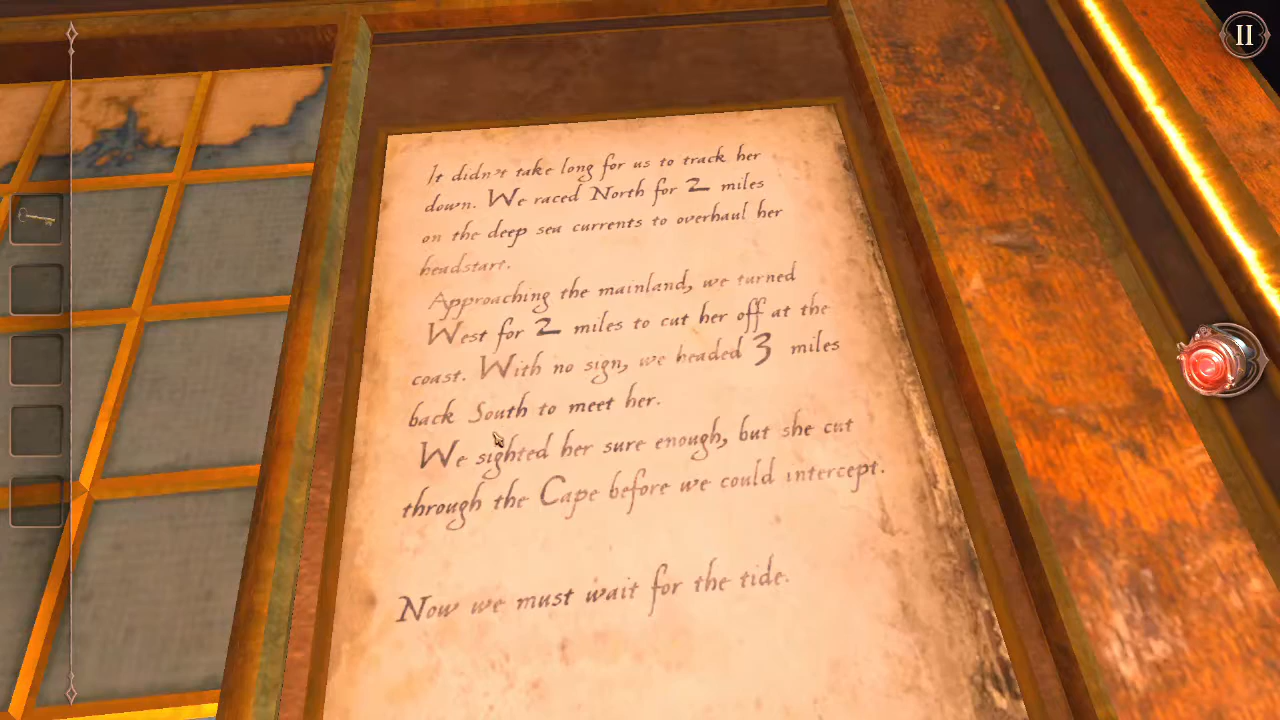 It didn't take long for us to track her
down. We raced North for 2 miles
on the deep sea currents to overhaul her
headstart.
Approaching the mainland, we turned
West for 2 miles to cut her off at the
coast. With no sign, we headed 3 miles
back South to meet her.
We sighted her sure enough, but she cut
through the Cape before we could intercept.
Now we must wait for the tide.
II